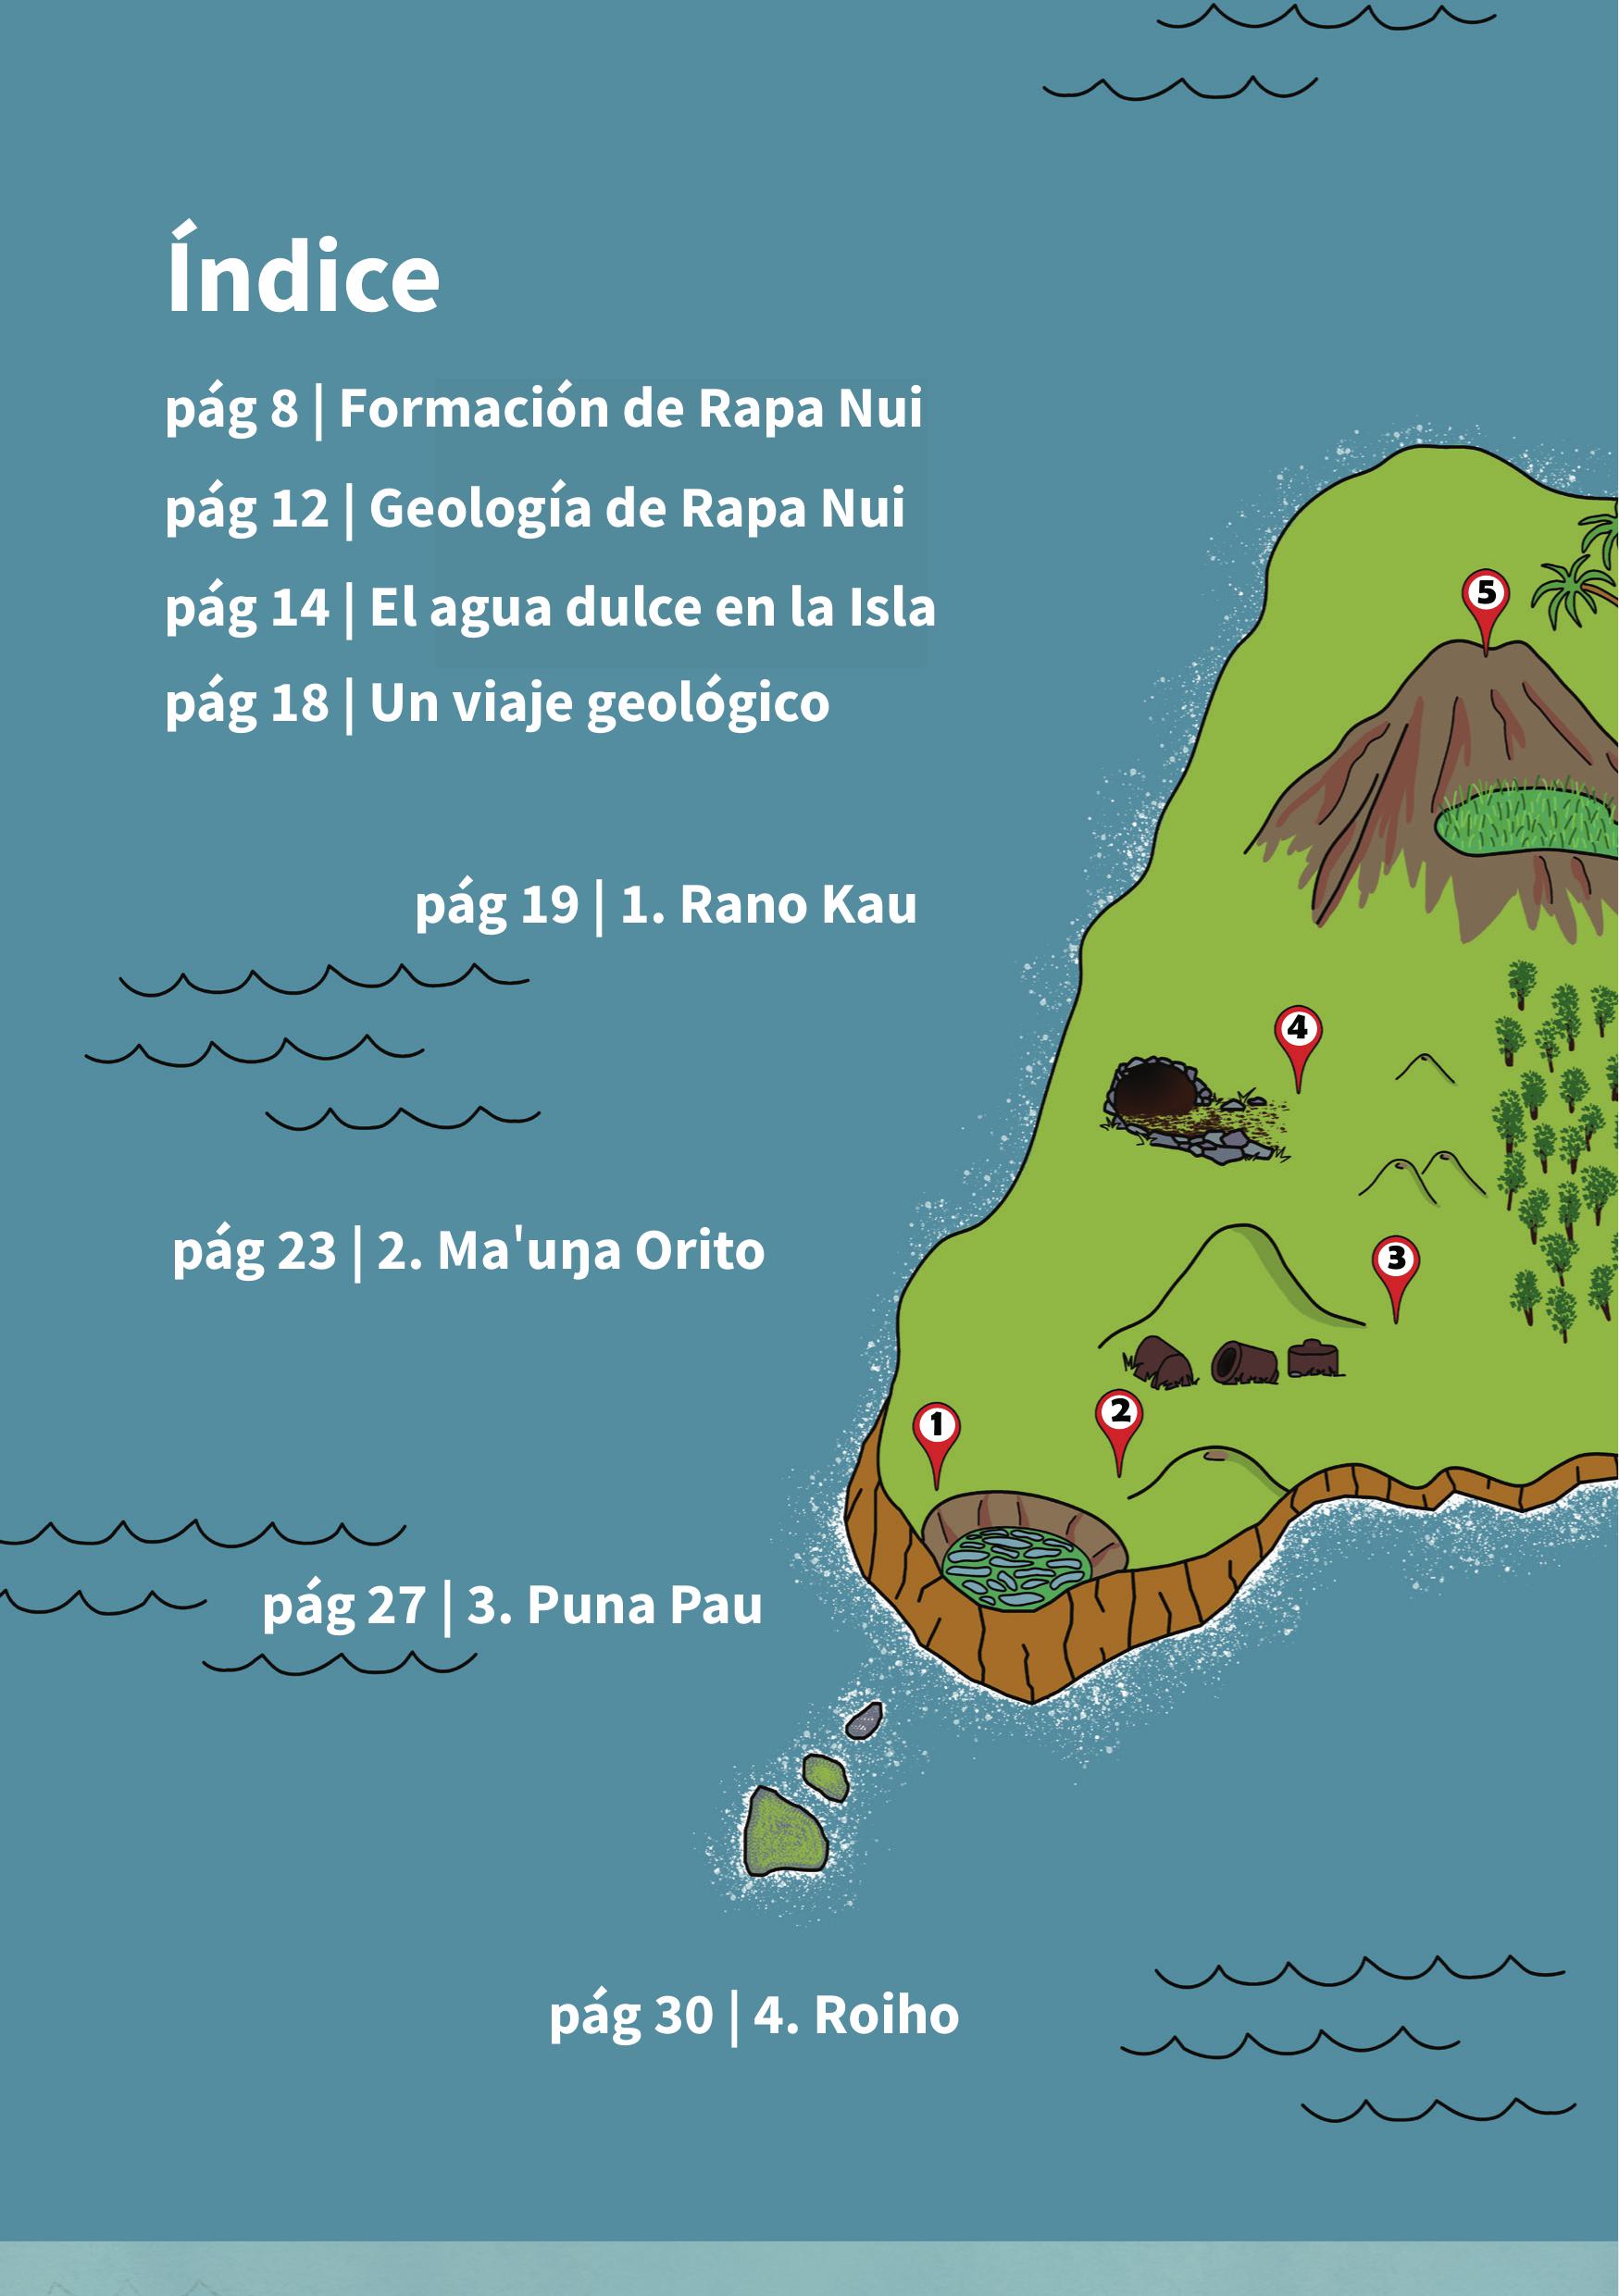 Índice
pág 8 | Formación de Rapa Nui
pág 12 | Geología de Rapa Nui
pág 14 | El agua dulce en la Isla
pág 18 | Un viaje geológico
5
pág 19 | 1. Rano Kau
4
pág 23 | 2. Ma'uŋa Orito
3
2
1
pág 27 | 3. Puna Pau
pág 30 | 4. Roiho